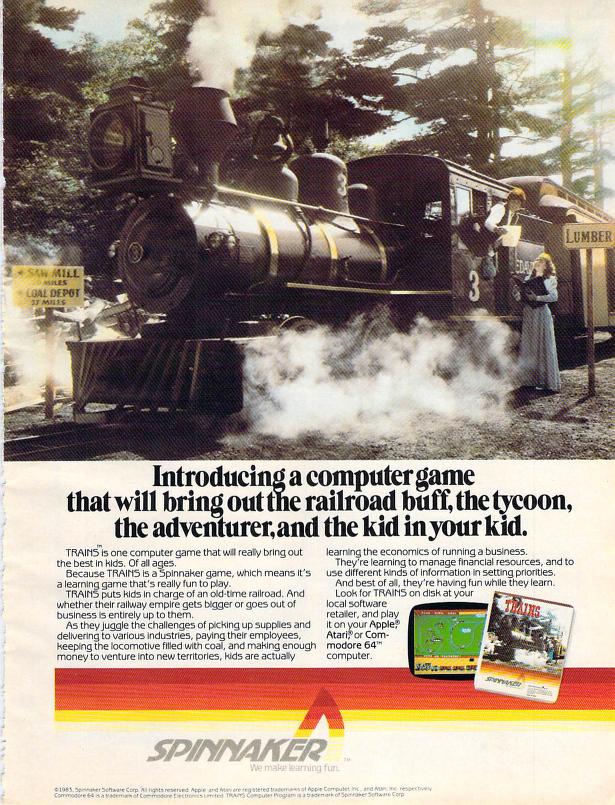 SAW MILL
MILES
COAL DEPOT
37 MILES
3
3
LUMBER
Introducing a computer game
that will bring out the railroad buff, the tycoon,
the adventurer, and the kid in your kid.
TRAINS™ is one computer game that will really bring out
the best in kids. Of all ages.
Because TRAINS is a Spinnaker game, which means it's
a learning game that's really fun to play.
TRAINS puts kids in charge of an old-time railroad. And
whether their railway empire gets bigger or goes out of
business is entirely up to them.
As they juggle the challenges of picking up supplies and
delivering to various industries, paying their employees,
keeping the locomotive filled with coal, and making enough
money to venture into new territories, kids are actually
learning the economics of running a business.
They're learning to manage financial resources, and to
use different kinds of information in setting priorities.
And best of all, they're having fun while they learn.
Look for TRAINS on disk at your
local software
retailer, and play
it on your Apple,®
Atari,® or Com-
modore 64™
computer.
TRAINS
SPINNAKER
SPINNAKER™
We make learning fun.
©1983, Spinnaker Software Corp. All rights reserved. Apple and Atari are registered trademarks of Apple Computer, Inc. and Atari, Inc. respectively.
Commodore 64 is a trademark of Commodore Electronics Limited. TRAINS Computer Program is a trademark of Spinnaker Software Corp.